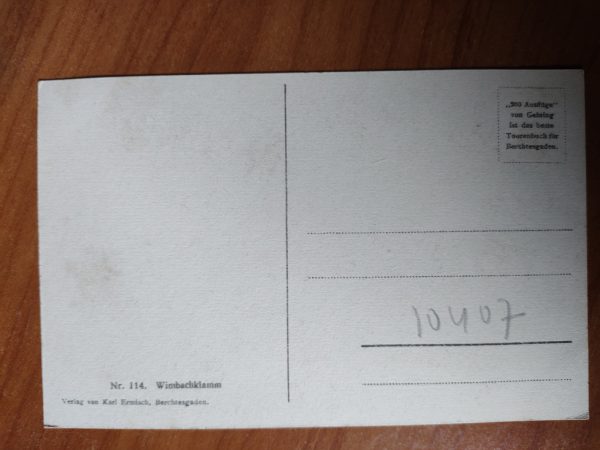 „300 Ausflüge“
von Gehring
ist das beste
Tourenbuch für
Berchtesgaden.
10407
Nr. 114. Wimbachklamm
Verlag von Karl Ermisch, Berchtesgaden.